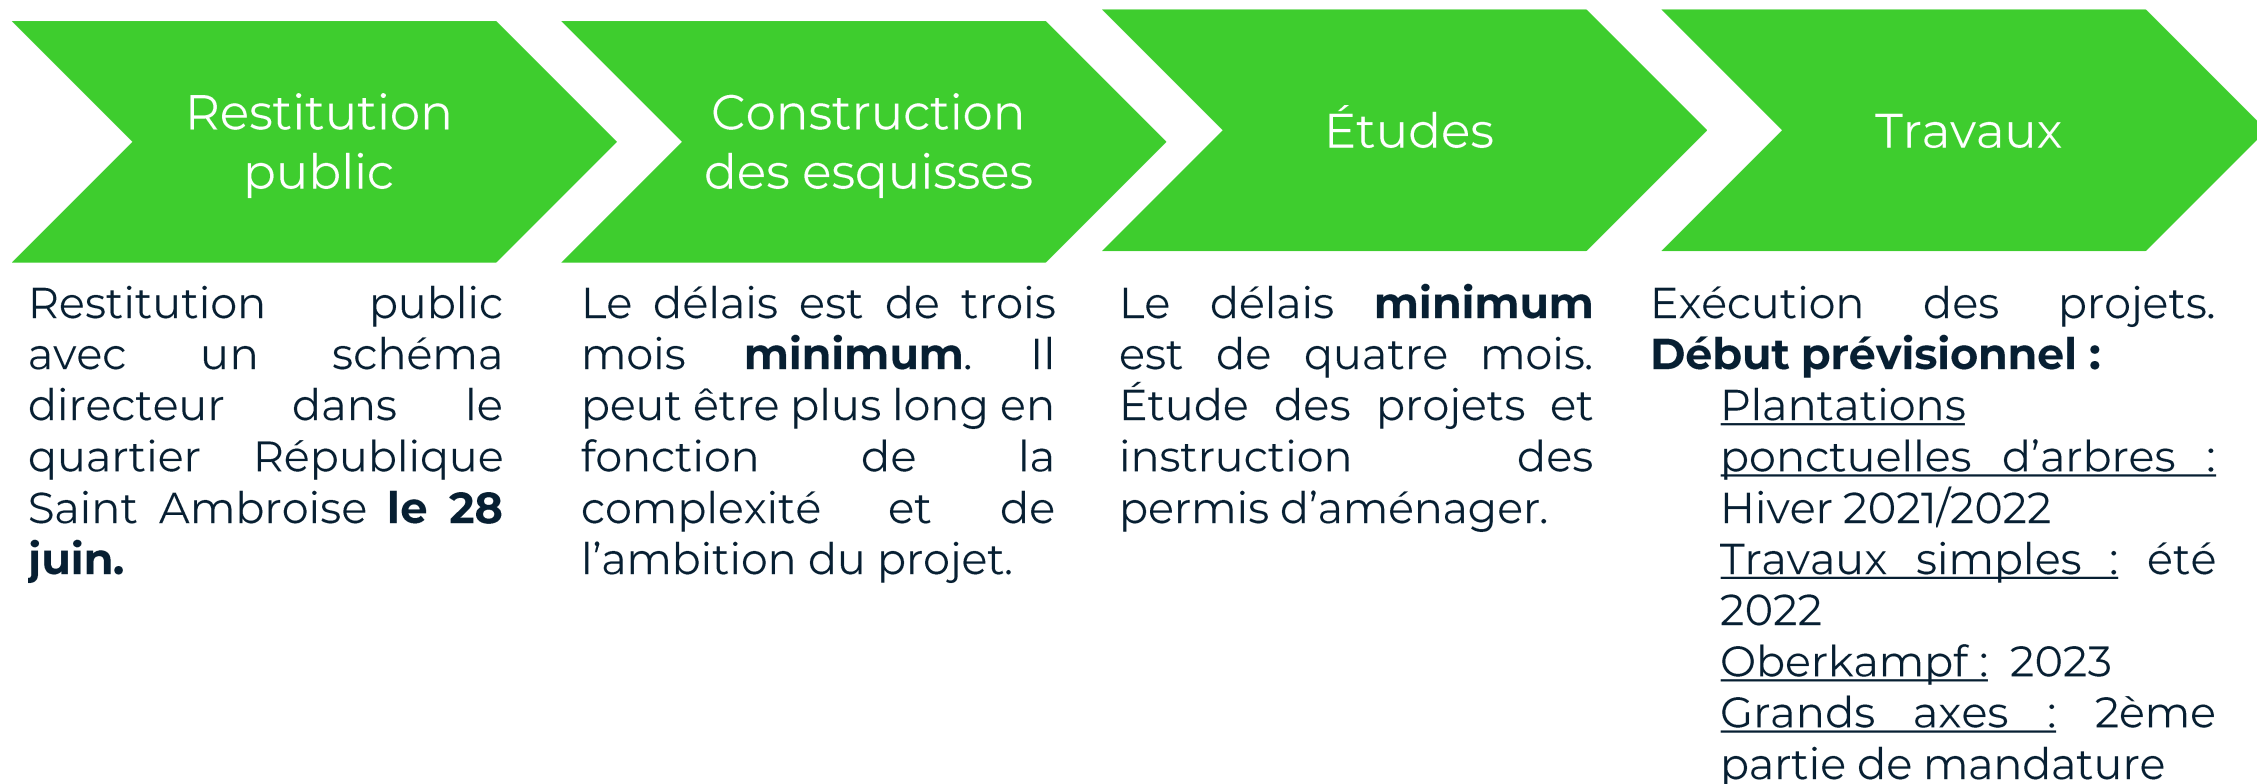 Restitution
public
Construction
des esquisses
Études
Travaux
Restitution public
avec un schéma
directeur dans le
quartier République
Saint Ambroise le 28
juin.
Le délais est de trois
mois minimum. Il
peut être plus long en
fonction de la
complexité et de
l’ambition du projet.
Le délais minimum
est de quatre mois.
Étude des projets et
instruction des
permis d’aménager.
Exécution des projets.
Début prévisionnel :
Plantations
ponctuelles d’arbres :
Hiver 2021/2022
Travaux simples : été
2022
Oberkampf : 2023
Grands axes : 2ème
partie de mandature